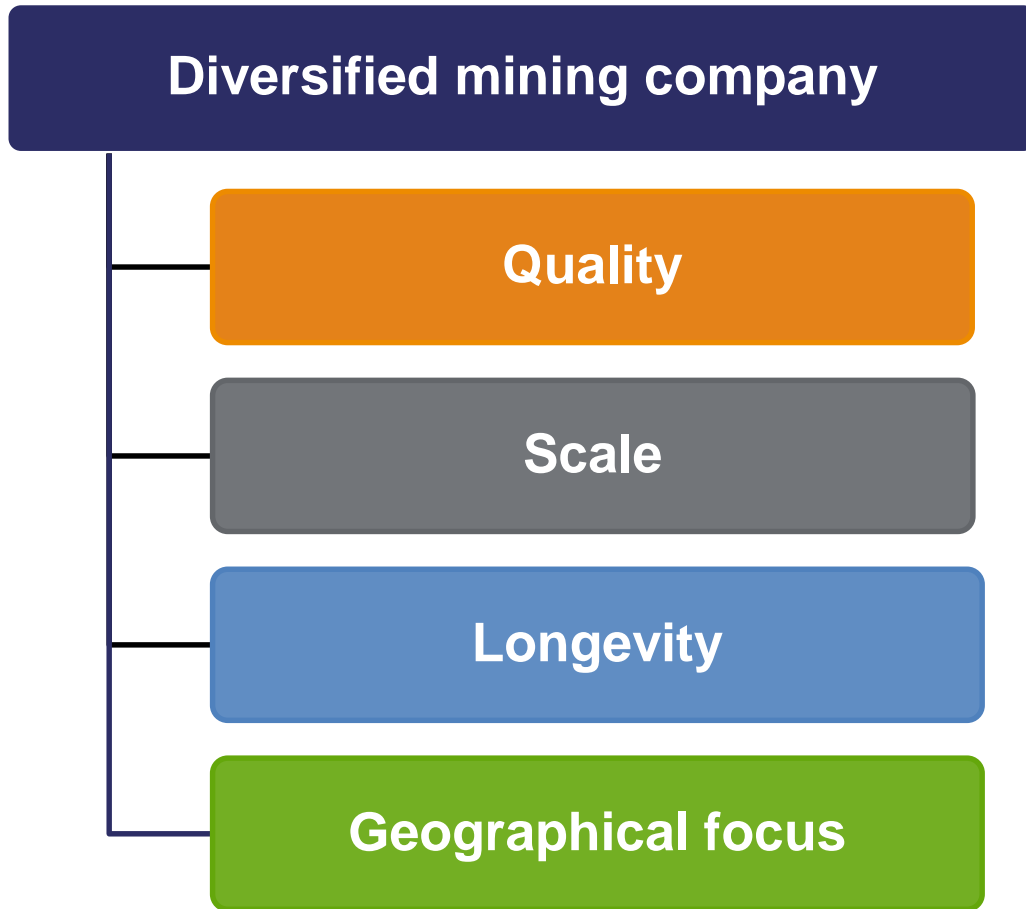 Diversified mining company
Quality
Scale
Longevity
Geographical focus